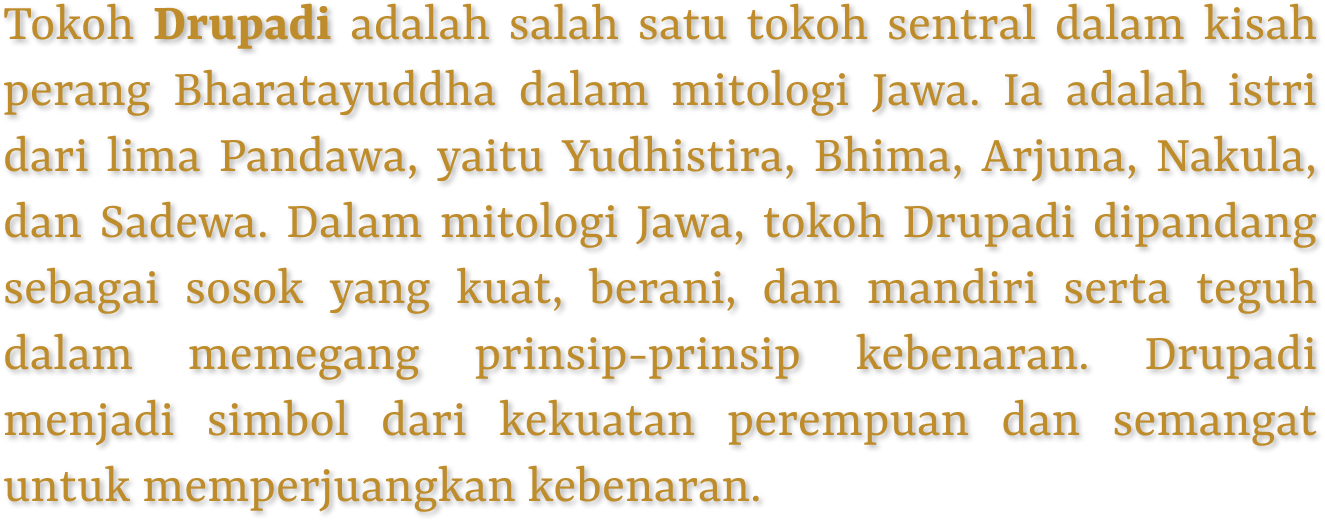 Tokoh Drupadi adalah salah satu tokoh sentral dalam kisah
perang Bharatayuddha dalam mitologi Jawa. Ia adalah istri
dari lima Pandawa, yaitu Yudhistira, Bhima, Arjuna, Nakula,
dan Sadewa. Dalam mitologi Jawa, tokoh Drupadi dipandang
sebagai sosok yang kuat, berani, dan mandiri serta teguh
dalam memegang prinsip-prinsip kebenaran. Drupadi
menjadi simbol dari kekuatan perempuan dan semangat
untuk memperjuangkan kebenaran.